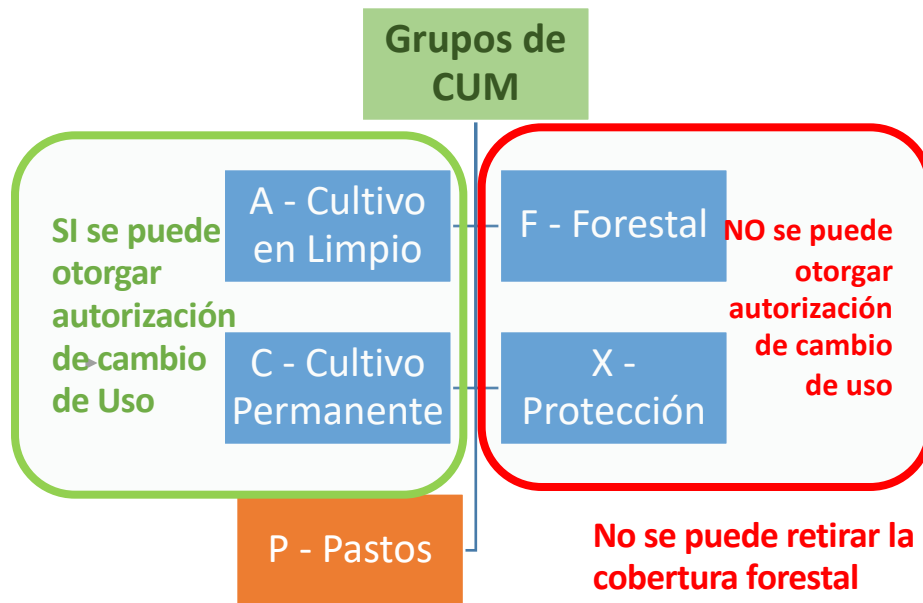 Grupos de
CUM
SI se puede
otorgar
autorización
de cambio
de Uso
A - Cultivo
en Limpio
C - Cultivo
Permanente
F - Forestal
X -
Protección
NO se puede
otorgar
autorización
de cambio
de uso
P - Pastos
No se puede retirar la
cobertura forestal